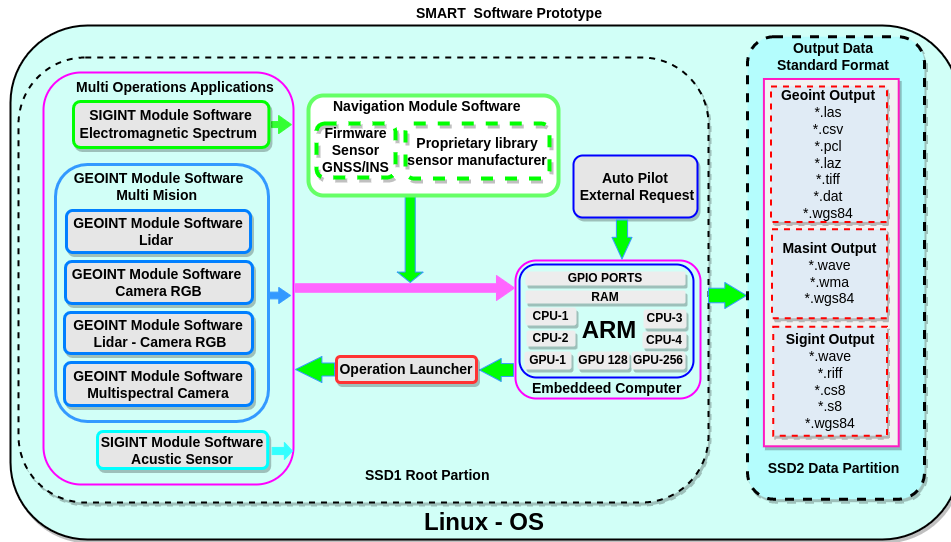 SMART  Software Prototype
Multi Operations Applications
SIGINT Module Software
Electromagnetic Spectrum
GEOINT Module Software
Multi Mision
GEOINT Module Software
Lidar
GEOINT Module Software
Camera RGB
GEOINT Module Software
Lidar - Camera RGB
GEOINT Module Software
Multispectral Camera
SIGINT Module Software
Acustic Sensor
Navigation Module Software
Firmware
Sensor
GNSS/INS
Proprietary library
sensor manufacturer
Auto Pilot
External Request
GPIO PORTS
RAM
CPU-1
CPU-2
ARM
CPU-3
CPU-4
GPU-1
GPU 128
GPU-256
Embeddeed Computer
Operation Launcher
SSD1 Root Partion
Output Data
Standard Format
Geoint Output
*.las
*.csv
*.pcl
*.laz
*.tiff
*.dat
*.wgs84
Masint Output
*.wave
*.wma
*.wgs84
Sigint Output
*.wave
*.riff
*.cs8
*.s8
*.wgs84
SSD2 Data Partition
Linux - OS